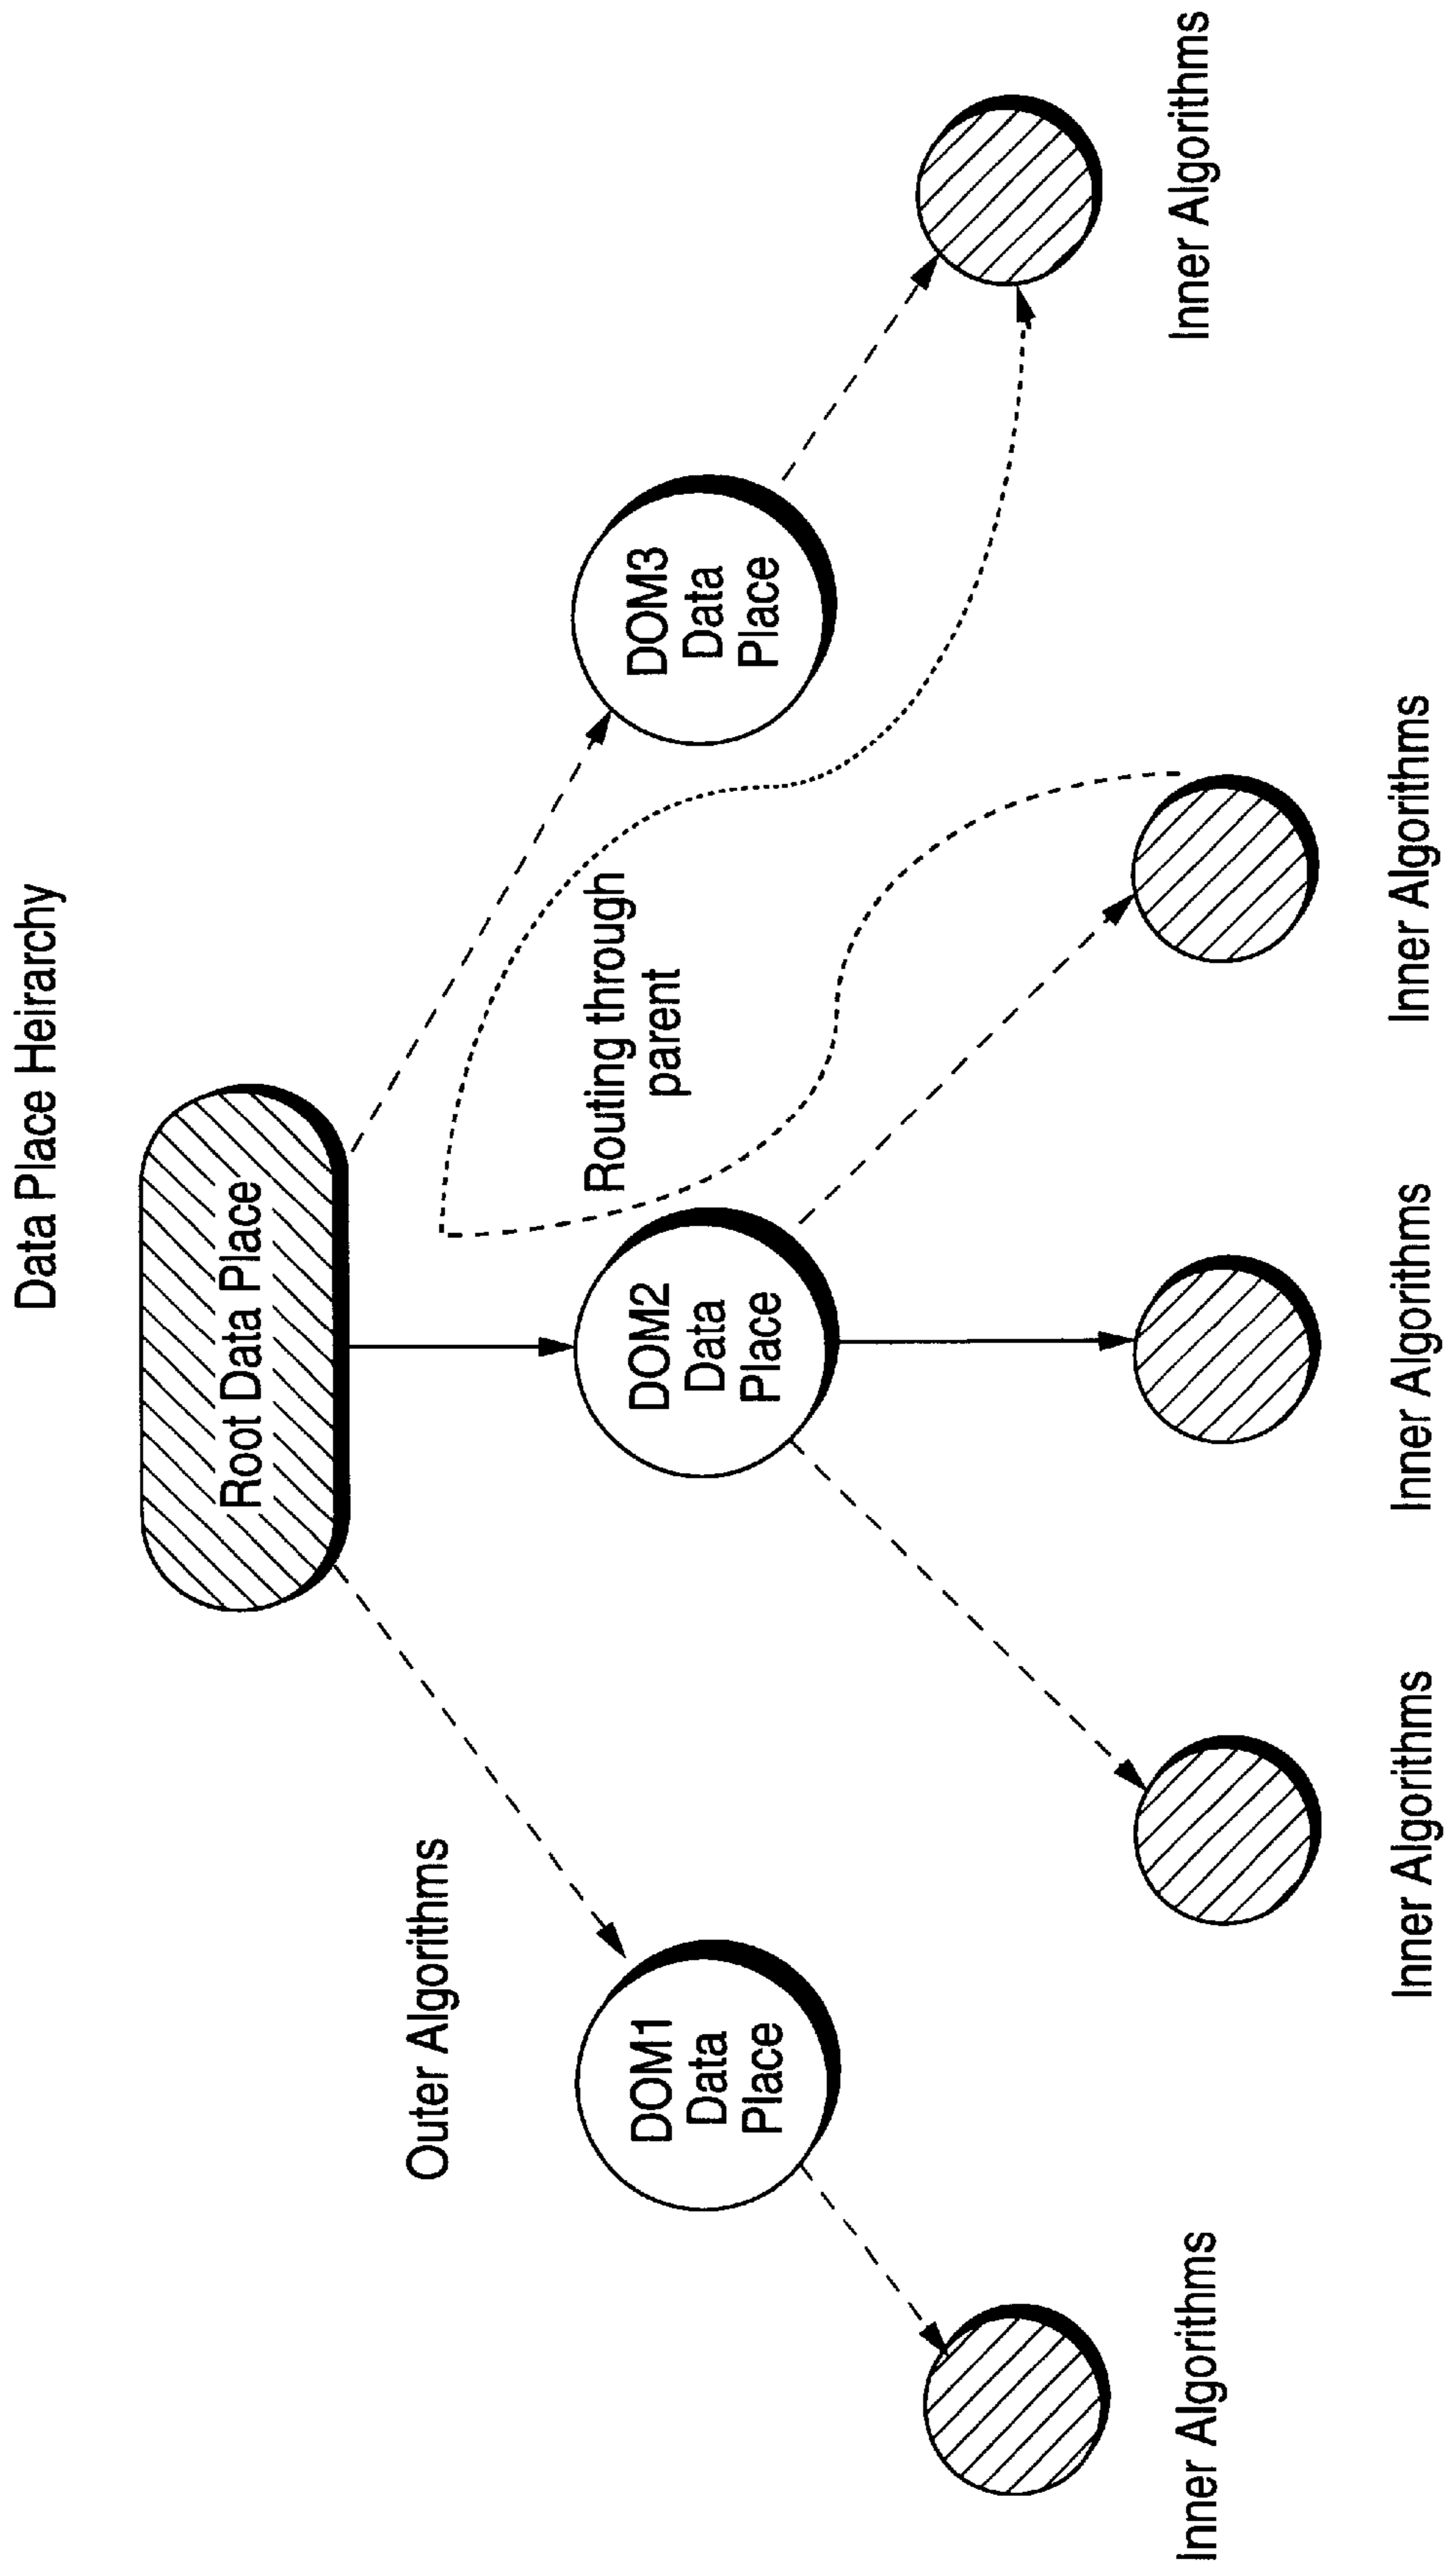 Data Place Heirarchy
Root Data Place
Outer Algorithms
Routing through
parent
DOM1
Data
Place
DOM2
Data
Place
DOM3
Data
Place
Inner Algorithms
Inner Algorithms
Inner Algorithms
Inner Algorithms
Inner Algorithms